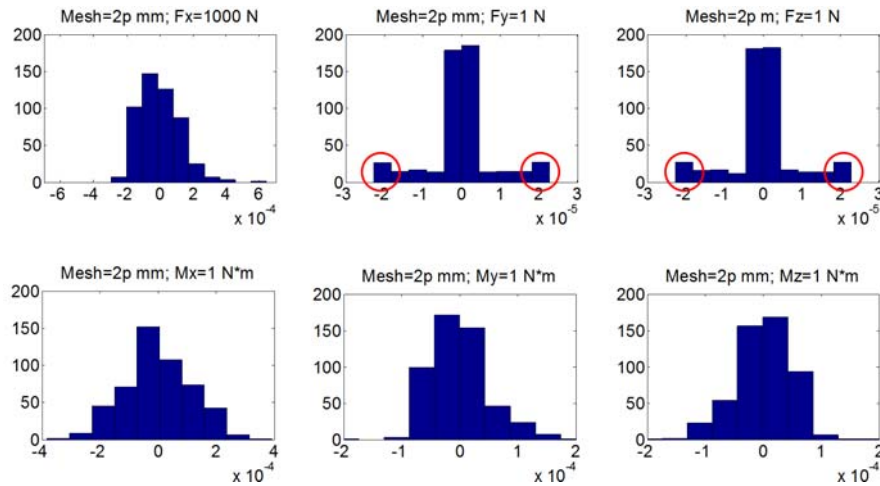 Mesh=2p mm; Fx=1000 N
200
150
100
50
0
-6 -4 -2 0 2 4 6
x 10-4
Mesh=2p mm; Fy=1 N
200
150
100
50
0
-3 -2 -1 0 1 2 3
x 10-5
Mesh=2p m; Fz=1 N
200
150
100
50
0
-3 -2 -1 0 1 2 3
x 10-5
Mesh=2p mm; Mx=1 N*m
200
150
100
50
0
-4 -2 0 2 4
x 10-4
Mesh=2p mm; My=1 N*m
200
150
100
50
0
-2 -1 0 1 2
x 10-4
Mesh=2p mm; Mz=1 N*m
200
150
100
50
0
-2 -1 0 1 2
x 10-4